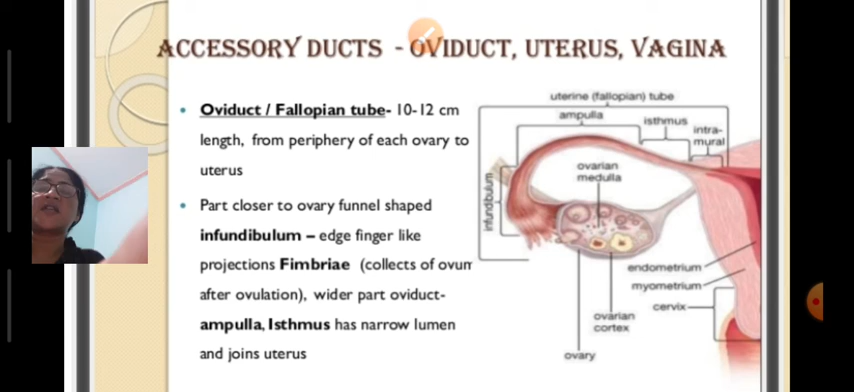 ACCESSORY DUCTS - OVIDUCT, UTERUS, VAGINA
Oviduct / Fallopian tube- 10-12 cm
length, from periphery of each ovary to
uterus
Part closer to ovary funnel shaped
infundibulum – edge finger like
projections Fimbriae (collects of ovum
after ovulation), wider part oviduct-
ampulla, Isthmus has narrow lumen
and joins uterus
uterine (fallopian) tube
ampulla
isthmus
intra-
mural
ovarian
medulla
infundibulum
endometrium
myometrium
cervix
ovarian
cortex
ovary